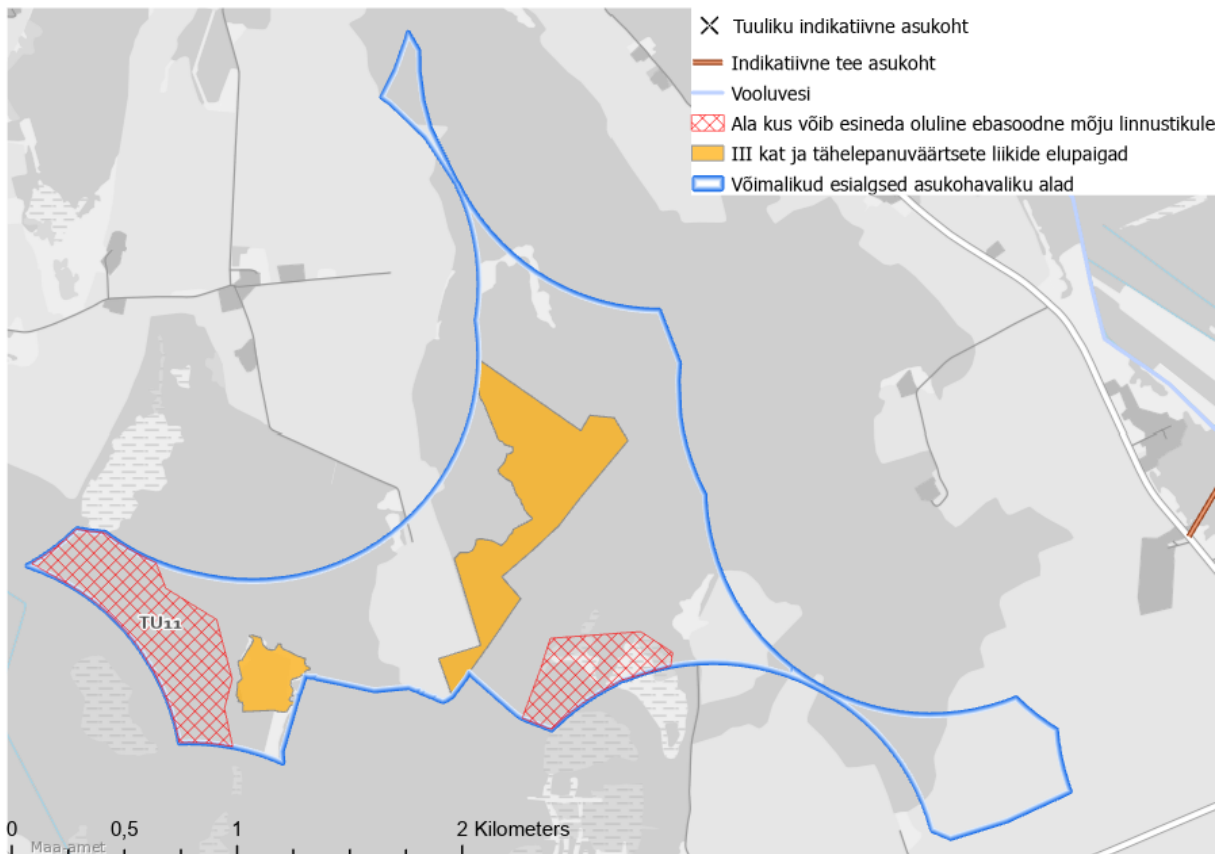 Tuuliku indikatiivne asukoht
Indikatiivne tee asukoht
Vooluvesi
Ala kus võib esineda oluline ebasoodne mõju linnustikule
III kat ja tähelepanuväärtsete liikide elupaigad
Võimalikud esialgsed asukohavaliku alad
TU11
0 0,5 1 2 Kilometers
Maa-amet